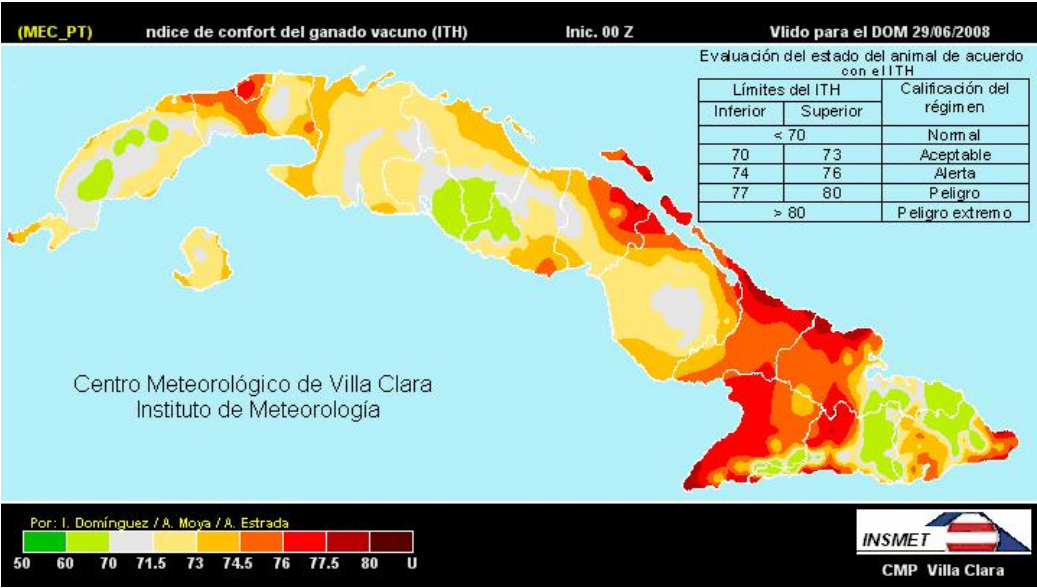 (MEC_PT) ndice de confort del ganado vacuno (ITH) Inic. 00 Z Vlido para el DOM 29/06/2008
Evaluación del estado del animal de acuerdo
con el ITH
Límites del ITH Calificación del
régimen
Inferior Superior
< 70 Normal
70 73 Aceptable
74 76 Alerta
77 80 Peligro
> 80 Peligro extremo
Centro Meteorológico de Villa Clara
Instituto de Meteorología
Por: I. Domínguez / A. Moya / A. Estrada
50 60 70 71.5 73 74.5 76 77.5 80 U
INSMET
CMP Villa Clara